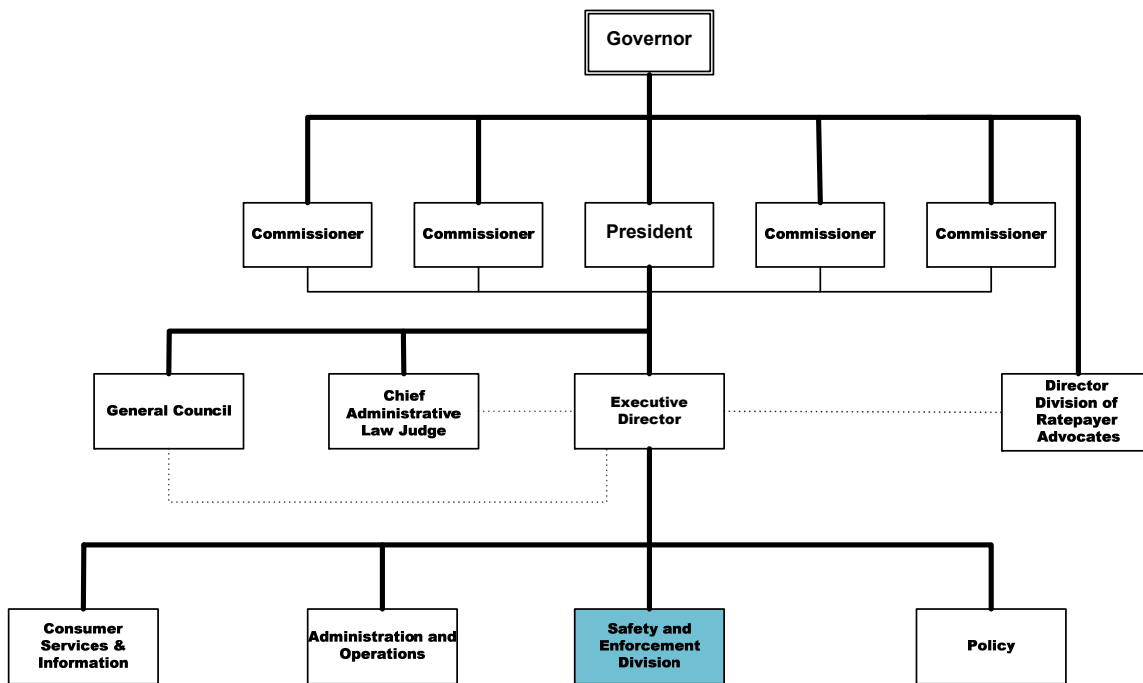 Governor
Commissioner
Commissioner
President
Commissioner
Commissioner
General Council
Chief
Administrative
Law Judge
Executive
Director
Director
Division of
Ratepayer
Advocates
Consumer
Services &
Information
Administration and
Operations
Safety and
Enforcement
Division
Policy